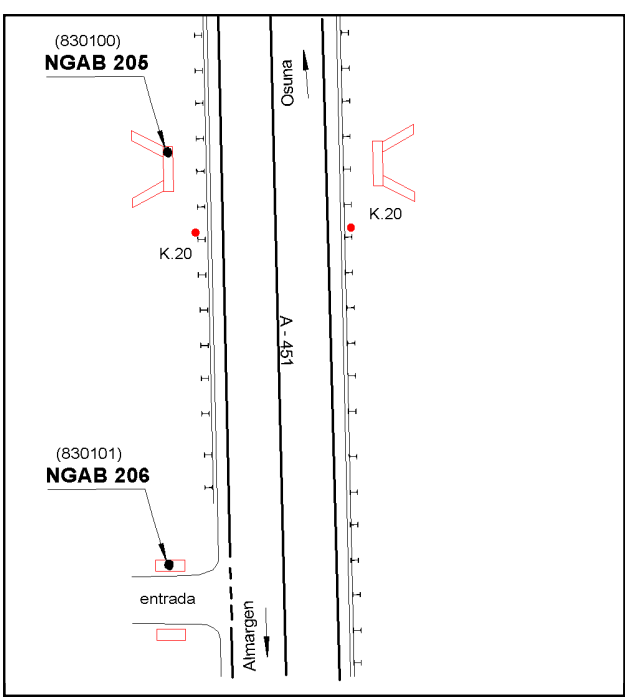 (830100)
NGAB 205
Osuna
K.20
K.20
A - 451
(830101)
NGAB 206
entrada
Almargen